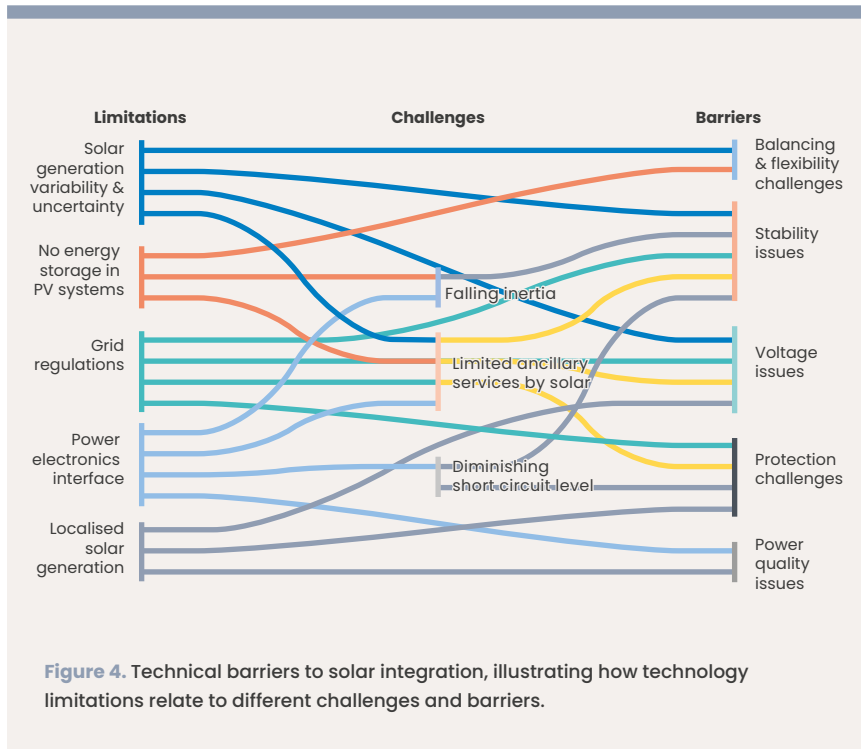 Limitations
Challenges
Barriers
Solar
generation
variability &
uncertainty
No energy
storage in
PV systems
Grid
regulations
Power
electronics
interface
Localised
solar
generation
Falling inertia
Limited ancillary
services by solar
Diminishing
short circuit level
Balancing
& flexibility
challenges
Stability
issues
Voltage
issues
Protection
challenges
Power
quality
issues
Figure 4. Technical barriers to solar integration, illustrating how technology
limitations relate to different challenges and barriers.